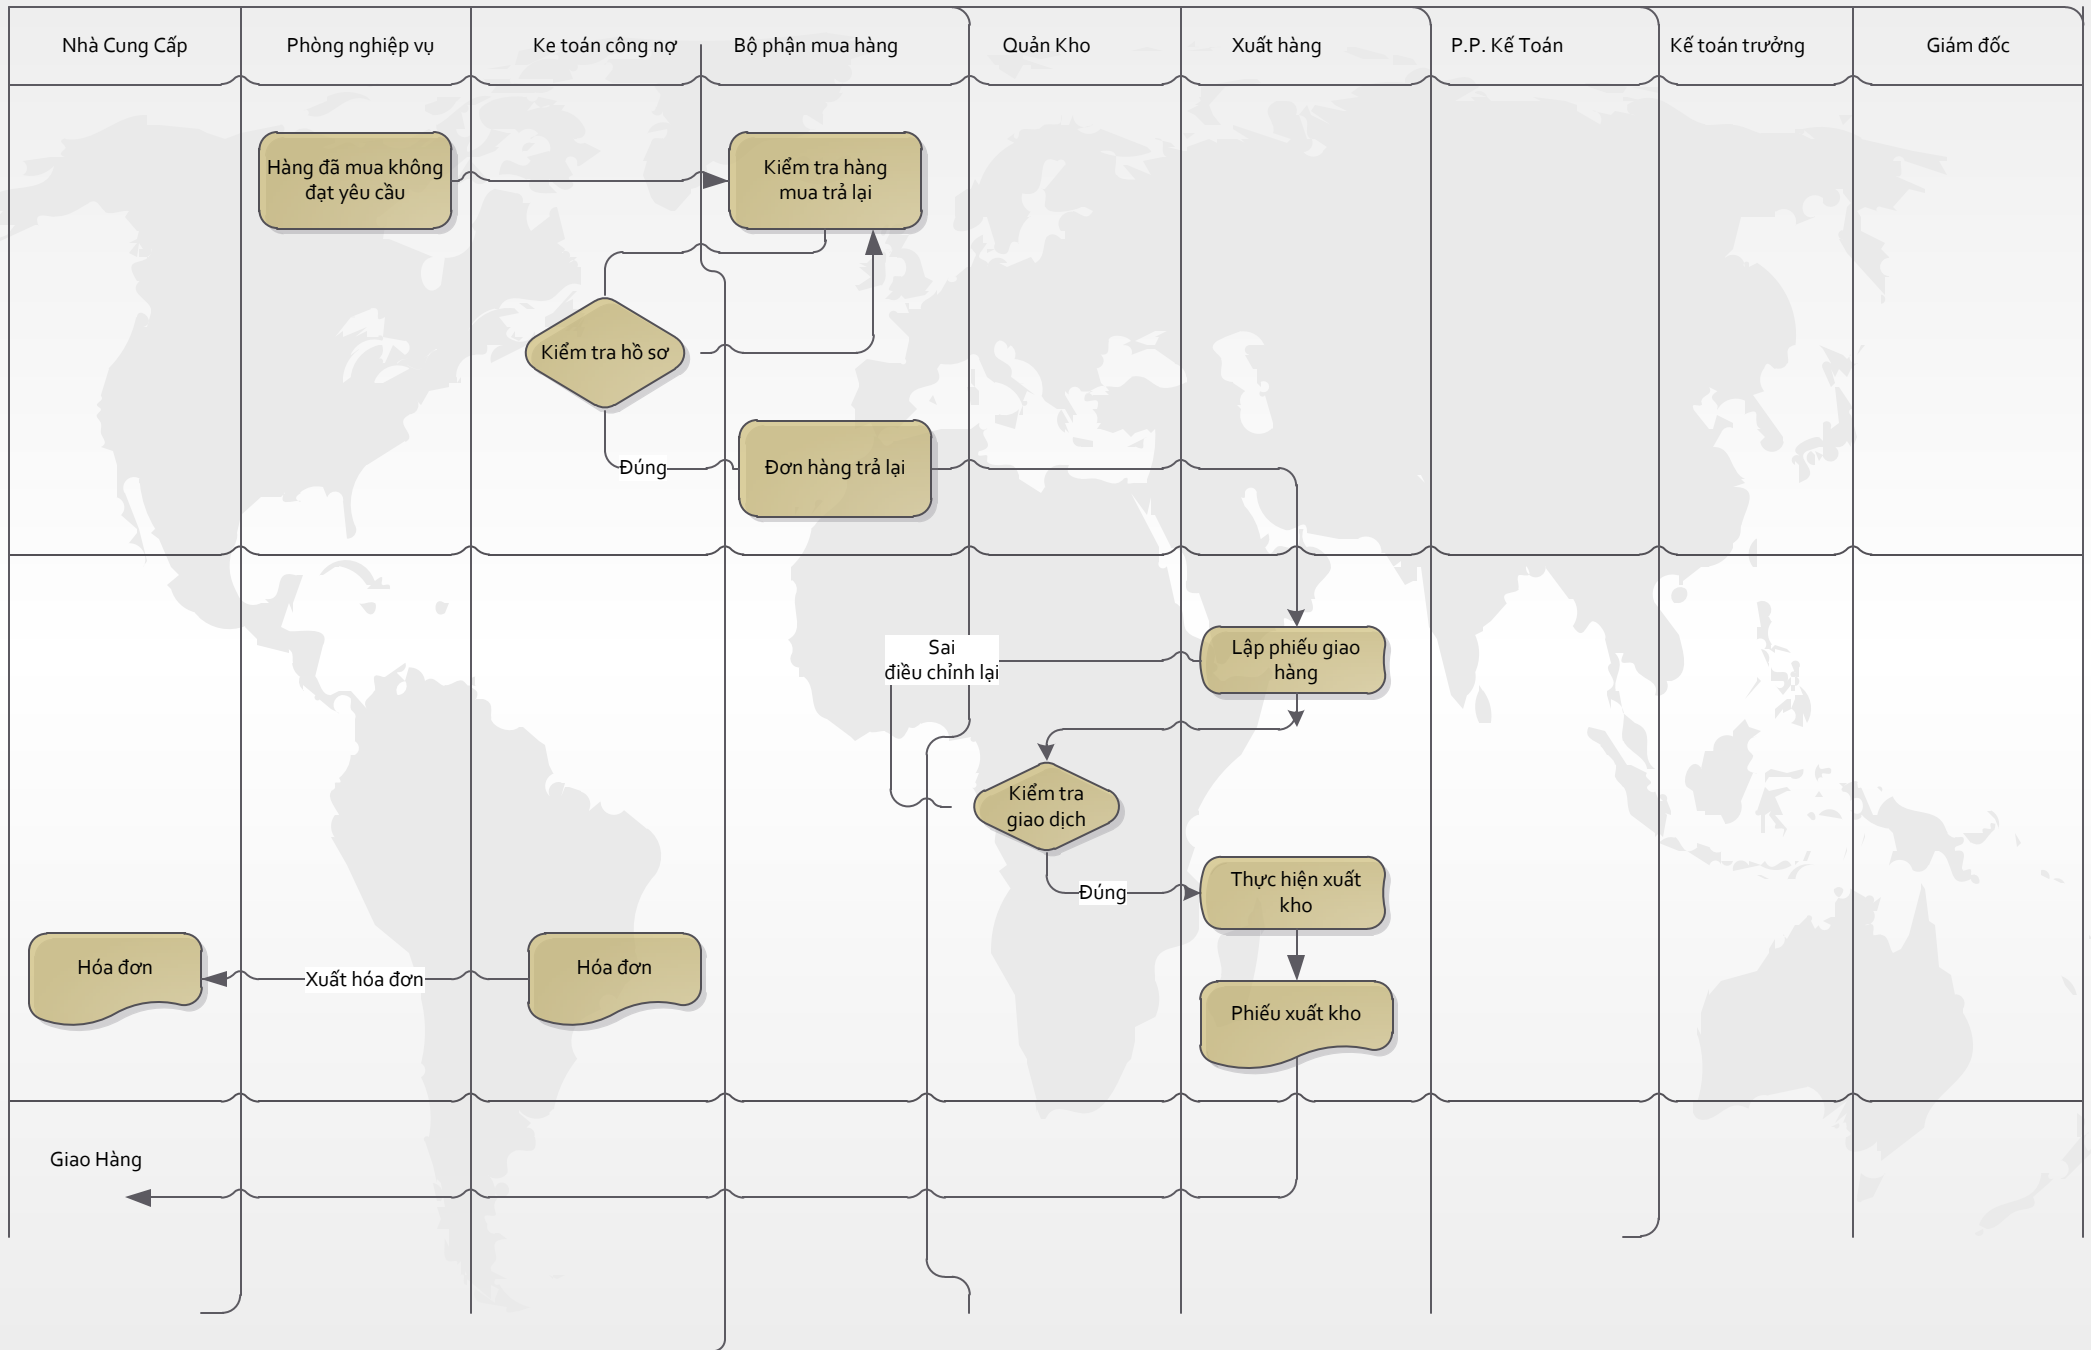 Nhà Cung Cấp
Phòng nghiệp vụ
Ke toán công nợ
Bộ phận mua hàng
Quản Kho
Xuất hàng
P.P. Kế Toán
Kế toán trưởng
Giám đốc
Hàng đã mua không
đạt yêu cầu
Kiểm tra hàng
mua trả lại
Kiểm tra hồ sơ
Đúng
Đơn hàng trả lại
Sai
điều chỉnh lại
Lập phiếu giao
hàng
Kiểm tra
giao dịch
Đúng
Thực hiện xuất
kho
Hóa đơn
Xuất hóa đơn
Hóa đơn
Phiếu xuất kho
Giao Hàng